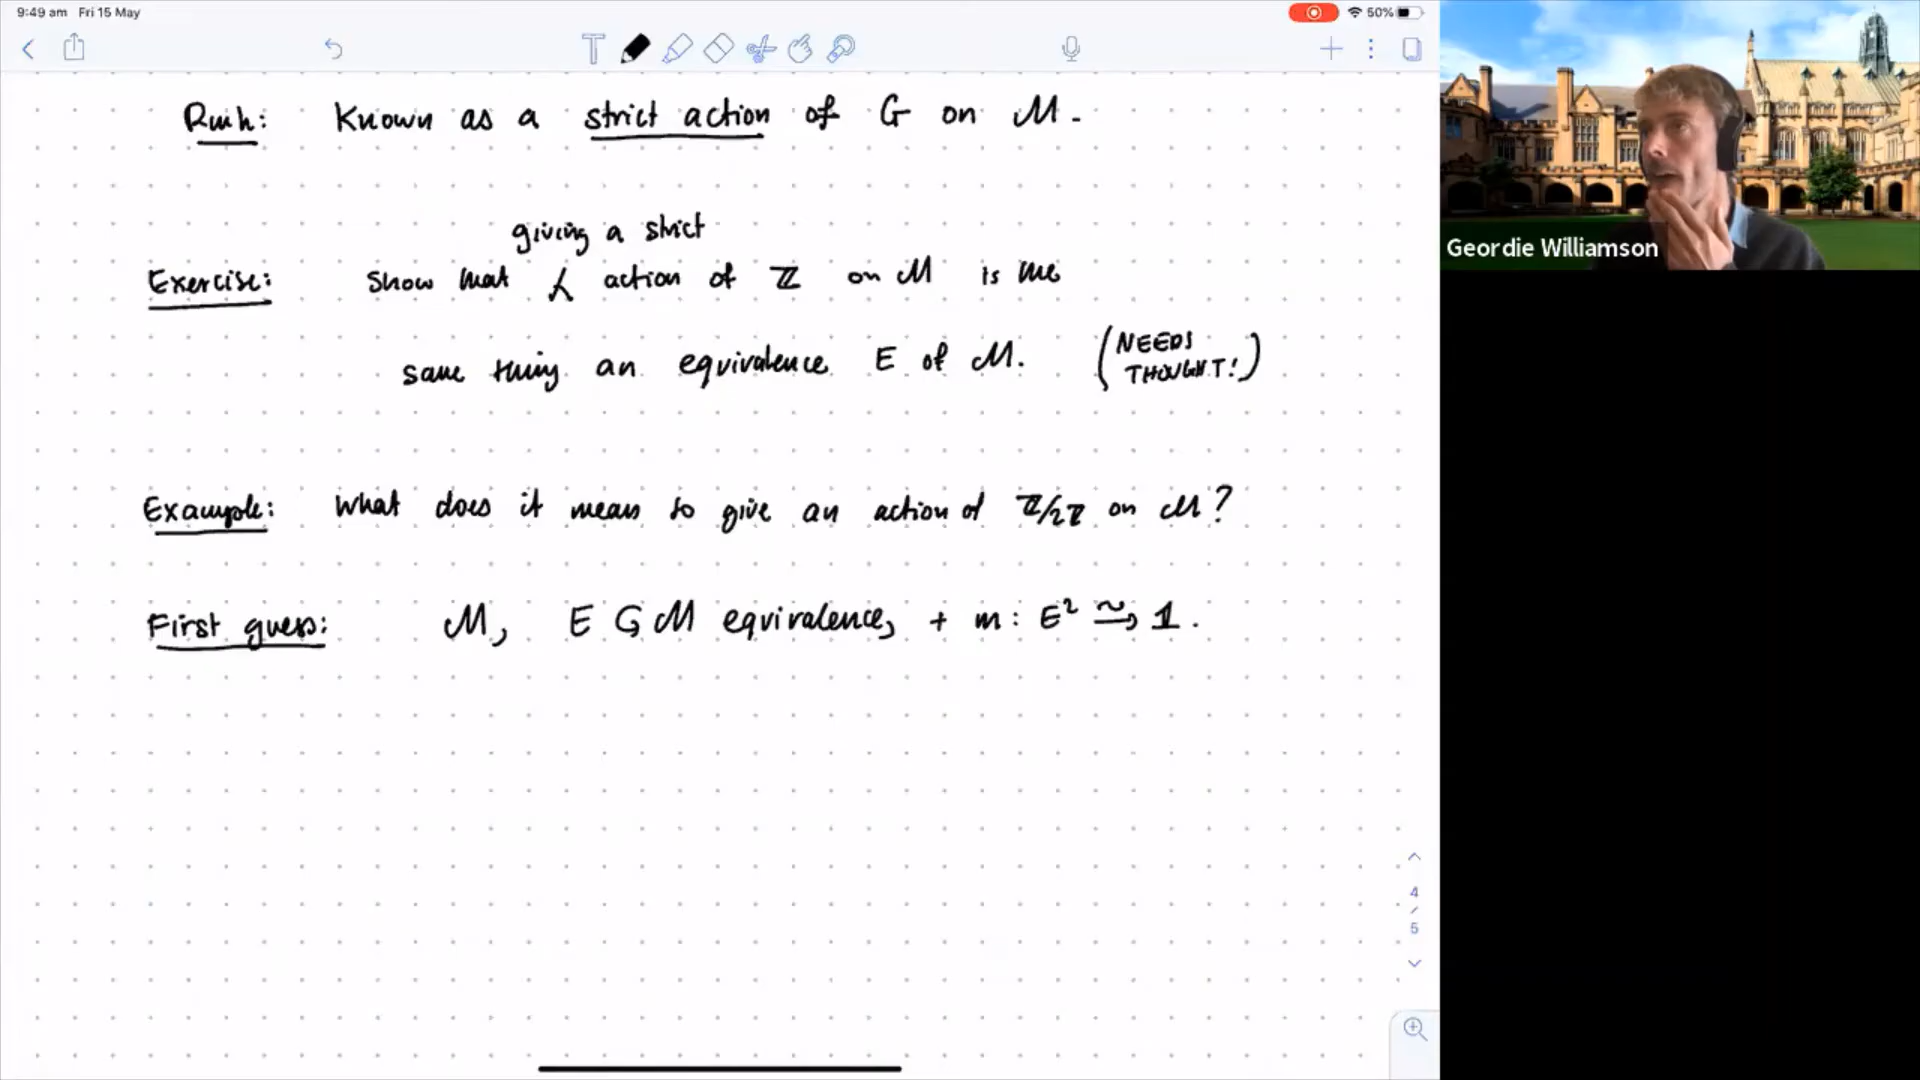 9:49 am Fri 15 May
50%
Rmk: Known as a strict action of G on M.
giving a strict
Exercise: Show that action of ℤ on M is the
same thing an equivalence E of M. (NEEDS THOUGHT!)
Example: What does it mean to give an action of ℤ/2ℤ on M?
First guess: M, E G M equivalence, + m: E² ⥲ 1.
4
/
5
Geordie Williamson